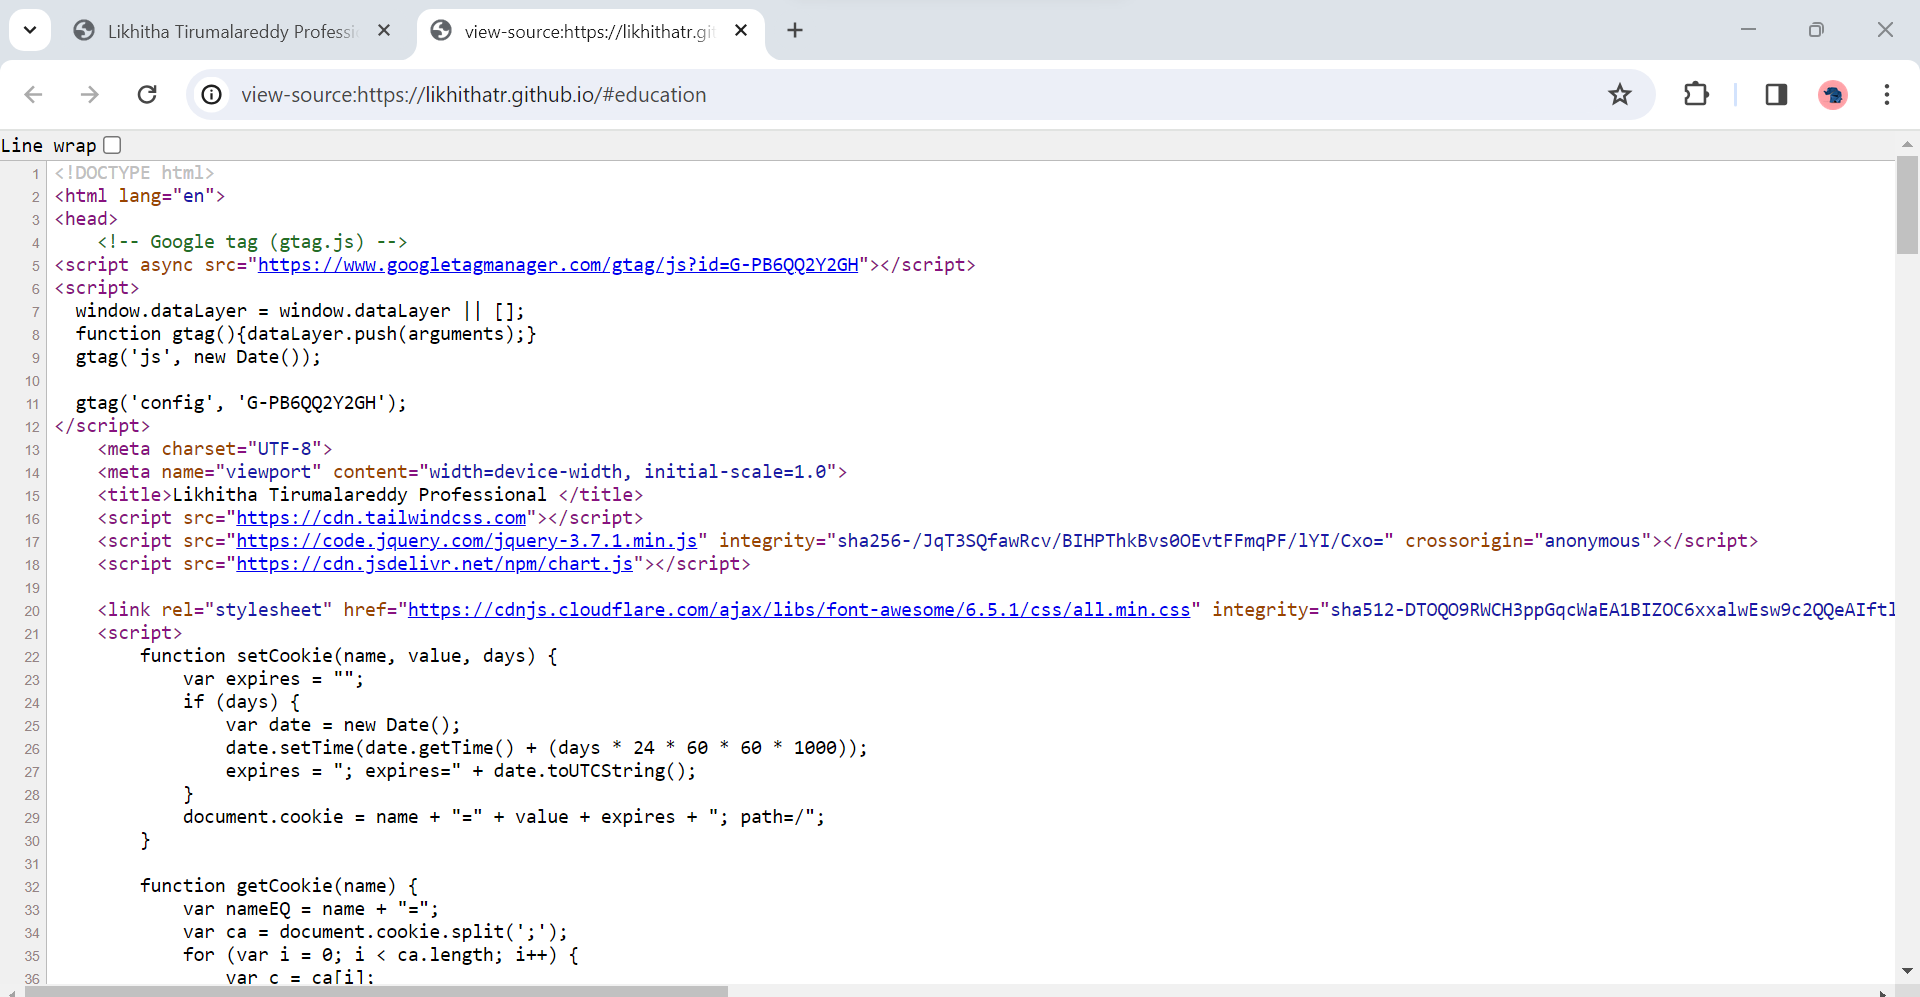 Likhitha Tirumalareddy Professi
view-source:https://likhithatr.git
view-source:https://likhithatr.github.io/#education
Line wrap
1 <!DOCTYPE html>
2 <html lang="en">
3 <head>
4 <!-- Google tag (gtag.js) -->
5 <script async src="https://www.googletagmanager.com/gtag/js?id=G-PB6QQ2Y2GH"></script>
6 <script>
7 window.dataLayer = window.dataLayer || [];
8 function gtag(){dataLayer.push(arguments);}
9 gtag('js', new Date());
10
11 gtag('config', 'G-PB6QQ2Y2GH');
12 </script>
13 <meta charset="UTF-8">
14 <meta name="viewport" content="width=device-width, initial-scale=1.0">
15 <title>Likhitha Tirumalareddy Professional </title>
16 <script src="https://cdn.tailwindcss.com"></script>
17 <script src="https://code.jquery.com/jquery-3.7.1.min.js" integrity="sha256-/JqT3SQfawRcv/BIHPThkBvs0OEvtFFmqPF/lYI/Cxo=" crossorigin="anonymous"></script>
18 <script src="https://cdn.jsdelivr.net/npm/chart.js"></script>
19
20 <link rel="stylesheet" href="https://cdnjs.cloudflare.com/ajax/libs/font-awesome/6.5.1/css/all.min.css" integrity="sha512-DTOQO9RWCH3ppGqcWaEA1BIZOC6xxalwEsw9c2QQeAIftl
21 <script>
22 function setCookie(name, value, days) {
23 var expires = "";
24 if (days) {
25 var date = new Date();
26 date.setTime(date.getTime() + (days * 24 * 60 * 60 * 1000));
27 expires = "; expires=" + date.toUTCString();
28 }
29 document.cookie = name + "=" + value + expires + "; path=/";
30 }
31
32 function getCookie(name) {
33 var nameEQ = name + "=";
34 var ca = document.cookie.split(';');
35 for (var i = 0; i < ca.length; i++) {
36 var c = ca[i];